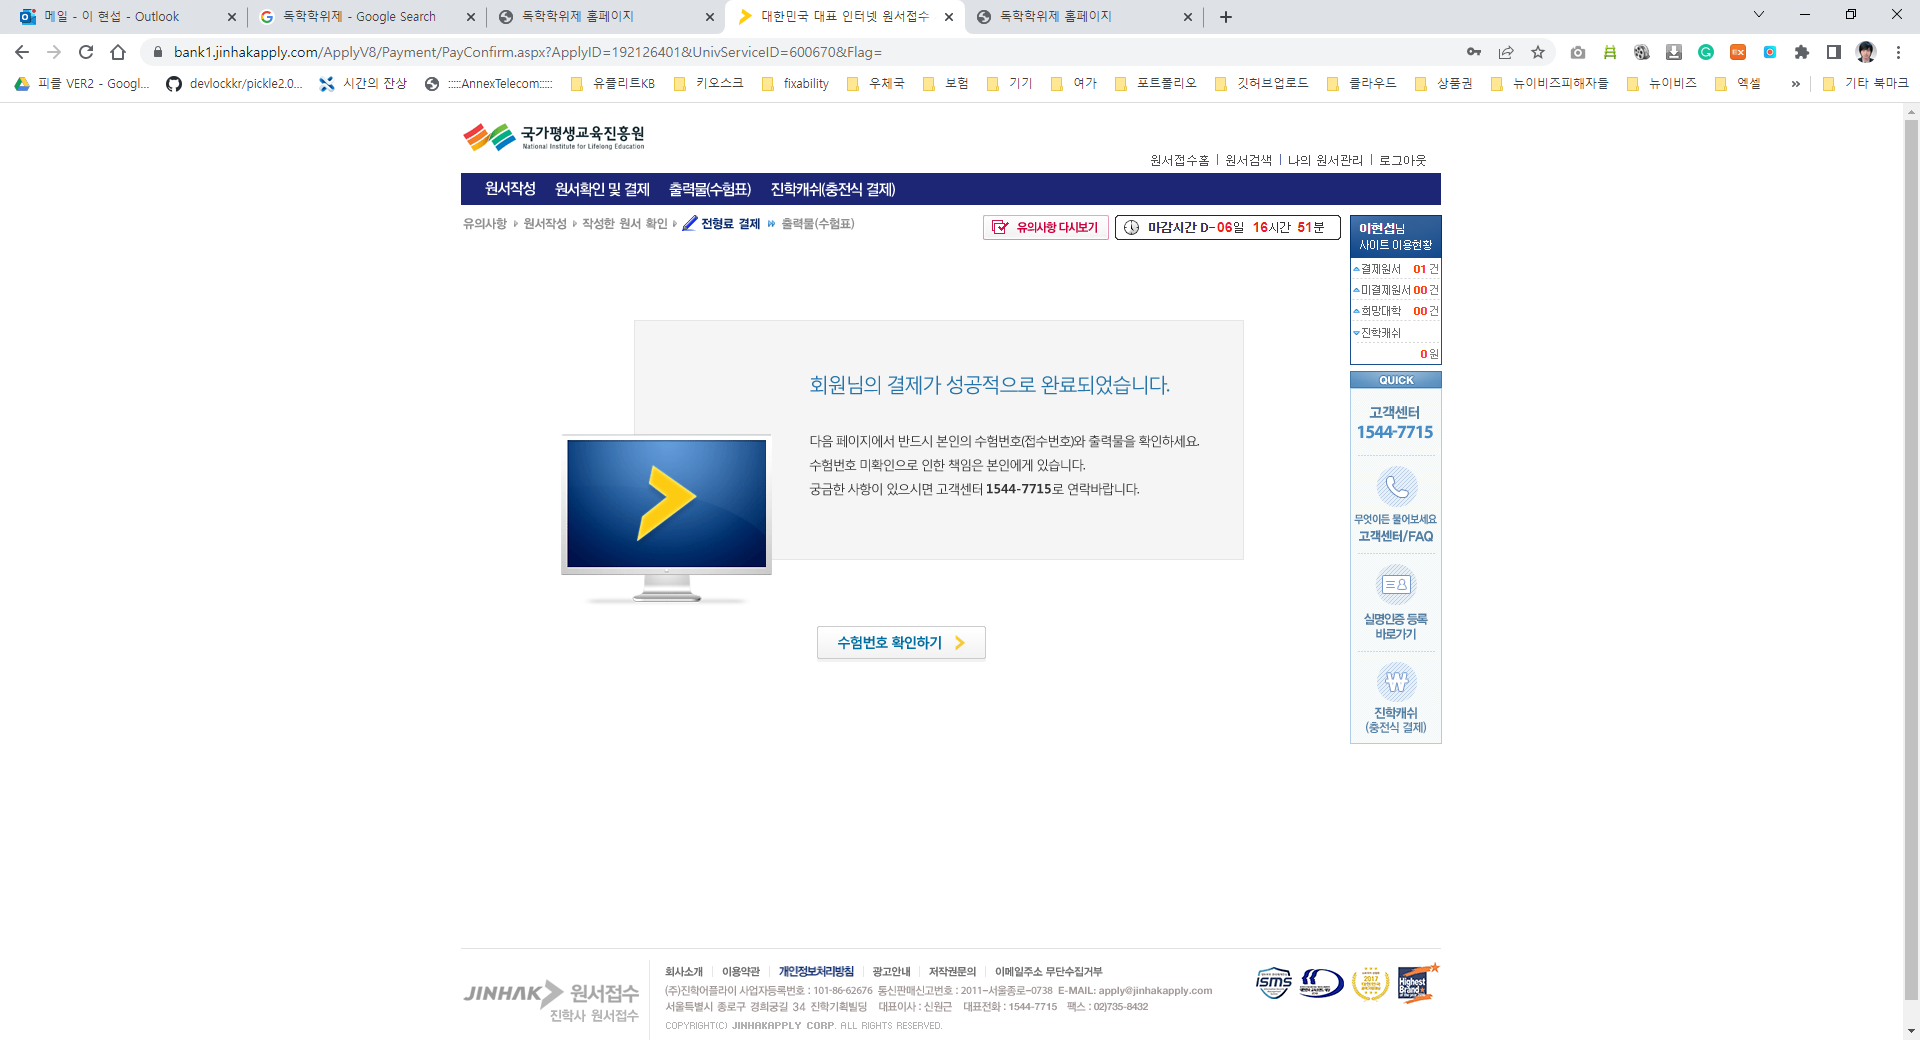 메일 - 이 현섭 - Outlook
독학학위제 - Google Search
독학학위제 홈페이지
대한민국 대표 인터넷 원서접수
독학학위제 홈페이지
bank1.jinhakapply.com/ApplyV8/Payment/PayConfirm.aspx?ApplyID=192126401&UnivServiceID=600670&Flag=
피클 VER2 - Googl...
devlockkr/pickle2.0...
시간의 잔상
:::::AnnexTelecom:::::
유플리트KB
키오스크
fixability
우체국
보험
기기
여가
포트폴리오
깃허브업로드
클라우드
상품권
뉴이비즈피해자들
뉴이비즈
엑셀
»
기타 북마크
국가평생교육진흥원
National Institute for Lifelong Education
원서접수홈 | 원서검색 | 나의 원서관리 | 로그아웃
원서작성 원서확인 및 결제 출력물(수험표) 진학캐쉬(충전식 결제)
유의사항 원서작성 작성한 원서 확인 전형료 결제 출력물(수험표)
유의사항 다시보기
마감시간 D-06일 16시간 51분
이현섭님
사이트 이용현황
결제원서 01 건
미결제원서 00 건
희망대학 00 건
진학캐쉬
0 원
QUICK
고객센터
1544-7715
무엇이든 물어보세요
고객센터/FAQ
실명인증 등록
바로가기
진학캐쉬
(충전식 결제)
회원님의 결제가 성공적으로 완료되었습니다.
다음 페이지에서 반드시 본인의 수험번호(접수번호)와 출력물을 확인하세요.
수험번호 미확인으로 인한 책임은 본인에게 있습니다.
궁금한 사항이 있으시면 고객센터 1544-7715로 연락바랍니다.
수험번호 확인하기
JINHAK 원서접수
진학사 원서접수
회사소개 이용약관 개인정보처리방침 광고안내 저작권문의 이메일주소 무단수집거부
(주)진학어플라이 사업자등록번호 : 101-86-62676 통신판매신고번호 : 2011-서울종로-0738 E-MAIL: apply@jinhakapply.com
서울특별시 종로구 경희궁길 34 진학기획빌딩 대표이사 : 신원근 대표전화 : 1544-7715 팩스 : 02)735-8432
COPYRIGHT(C) JINHAKAPPLY CORP. ALL RIGHTS RESERVED.
ISMS
2017
Highest
Brand